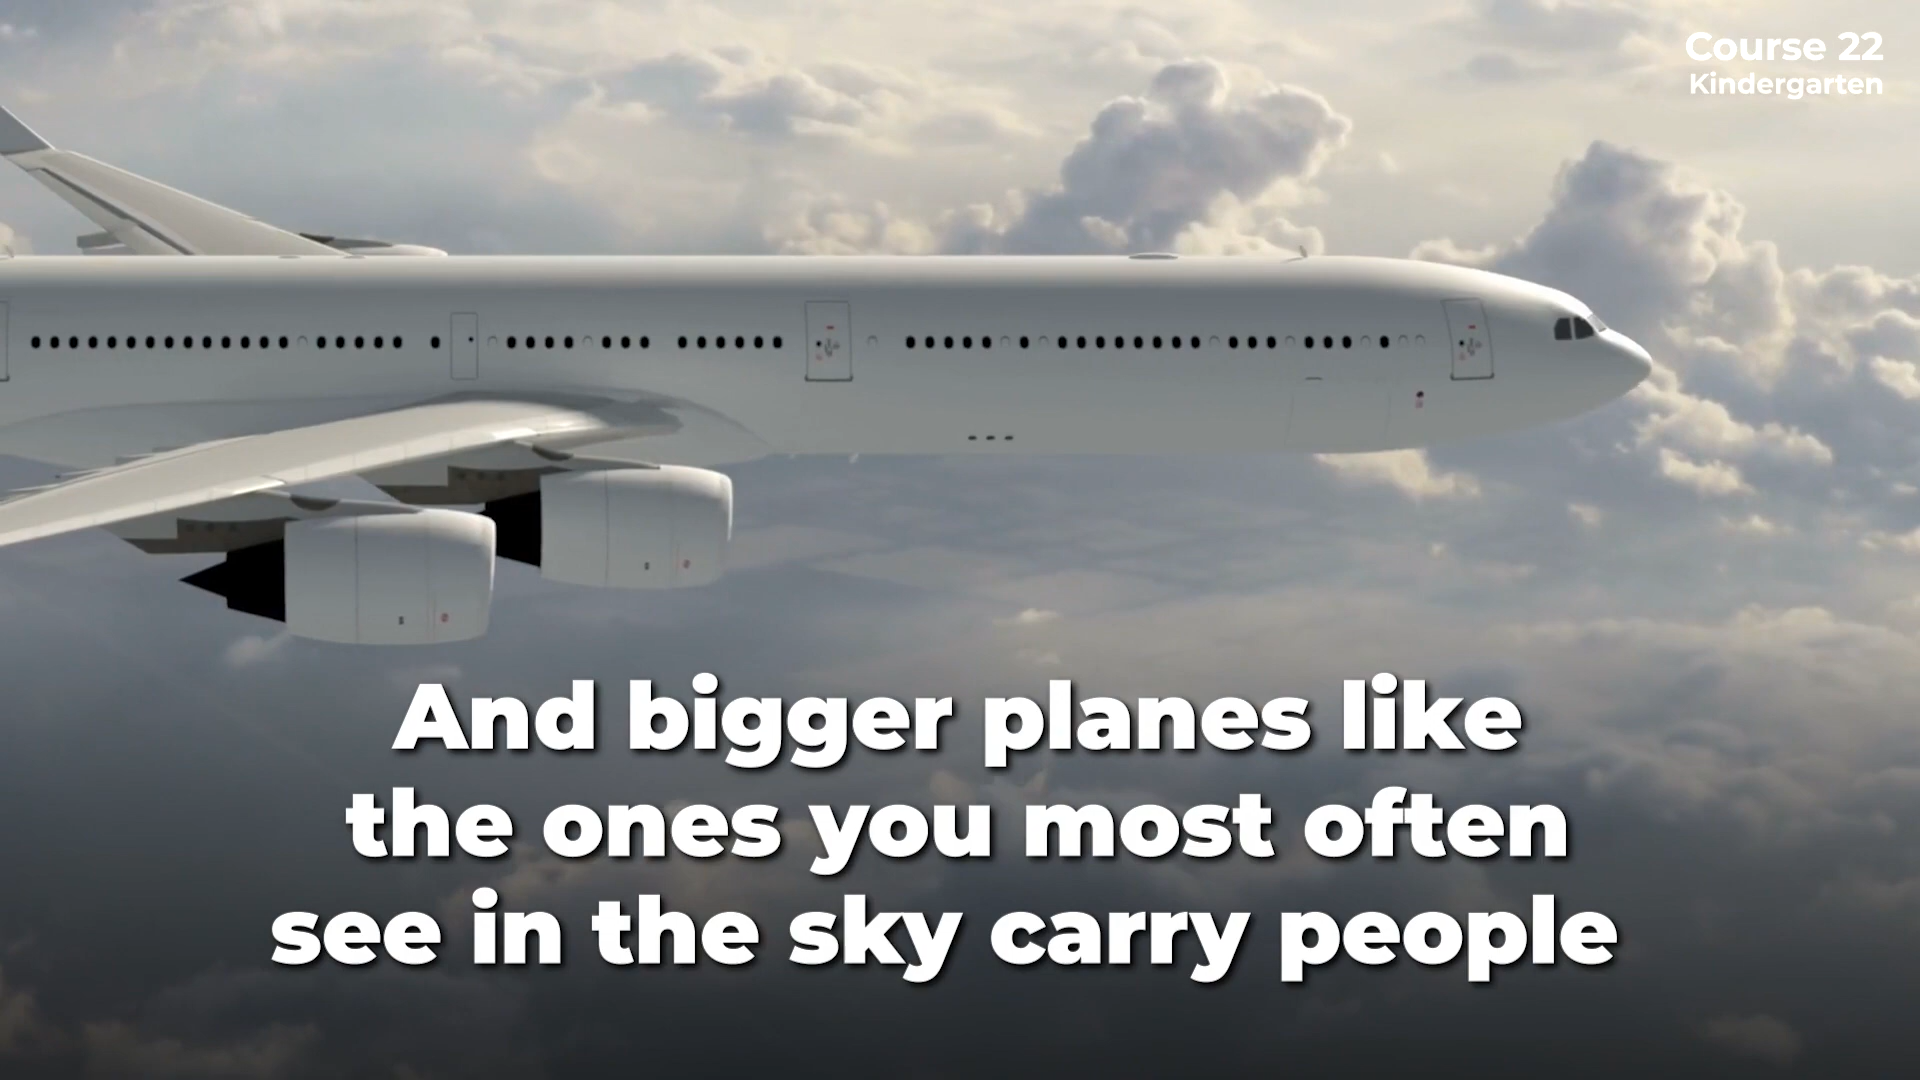 Course 22
Kindergarten
And bigger planes like
the ones you most often
see in the sky carry people